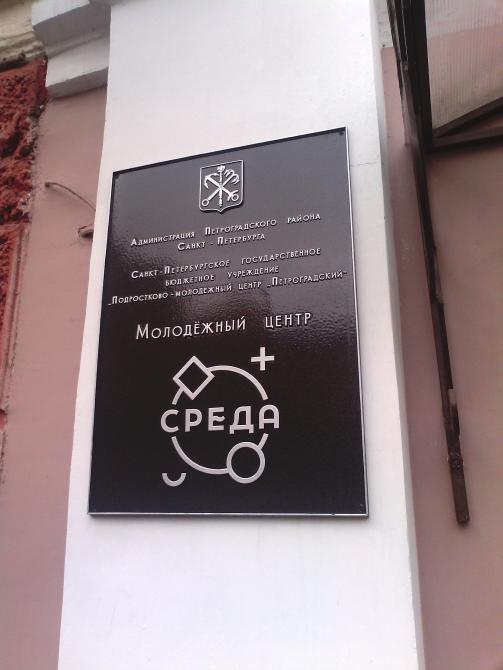 Администрация Петроградского района
Санкт - Петербурга
Санкт-Петербургское государственное
бюджетное учреждение
„Подростково-молодежный центр „Петроградский"
Молодёжный центр
СРЕДА